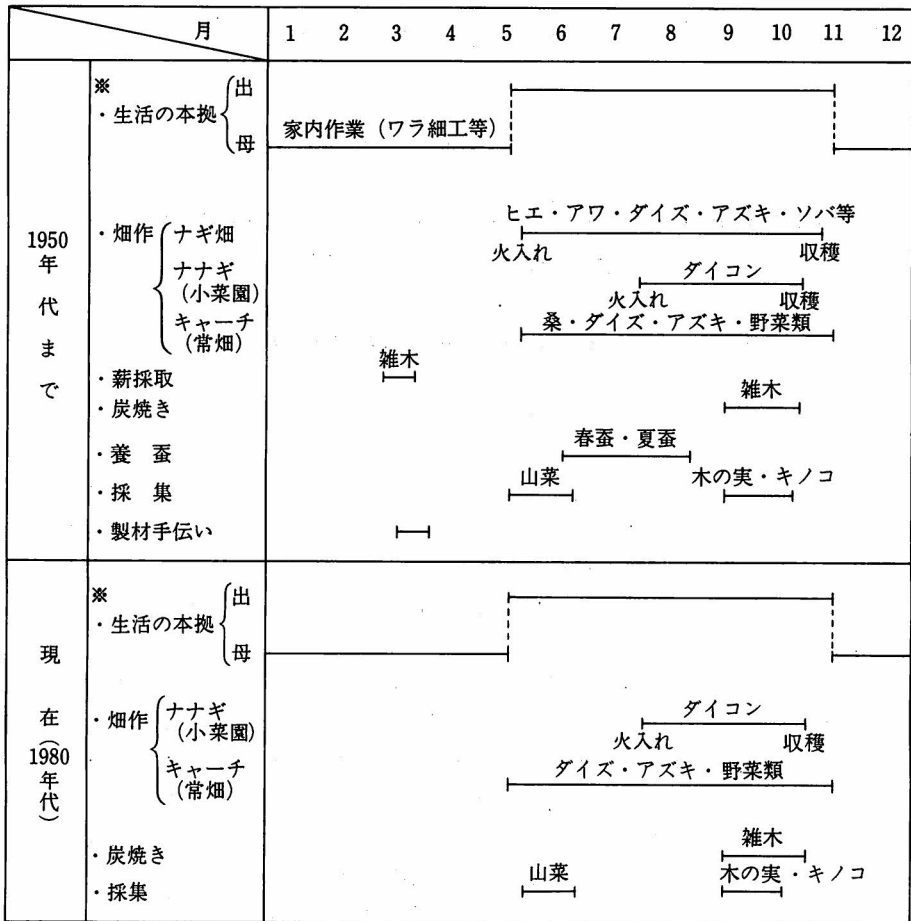 月 1 2 3 4 5 6 7 8 9 10 11 12
1950年代まで
※
・生活の本拠 出
母
家内作業（ワラ細工等）
ヒエ・アワ・ダイズ・アズキ・ソバ等
・畑作 ナギ畑
火入れ 収穫
ナナギ ダイコン
（小菜園）
火入れ 収穫
キャーチ 桑・ダイズ・アズキ・野菜類
（常畑）
・薪採取 雑木
・炭焼き 雑木
・養蚕 春蚕・夏蚕
・採集 山菜 木の実・キノコ
・製材手伝い
現在（1980年代）
※
・生活の本拠 出
母
・畑作 ナナギ ダイコン
（小菜園）
火入れ 収穫
キャーチ ダイズ・アズキ・野菜類
（常畑）
・炭焼き 雑木
・採集 山菜 木の実・キノコ